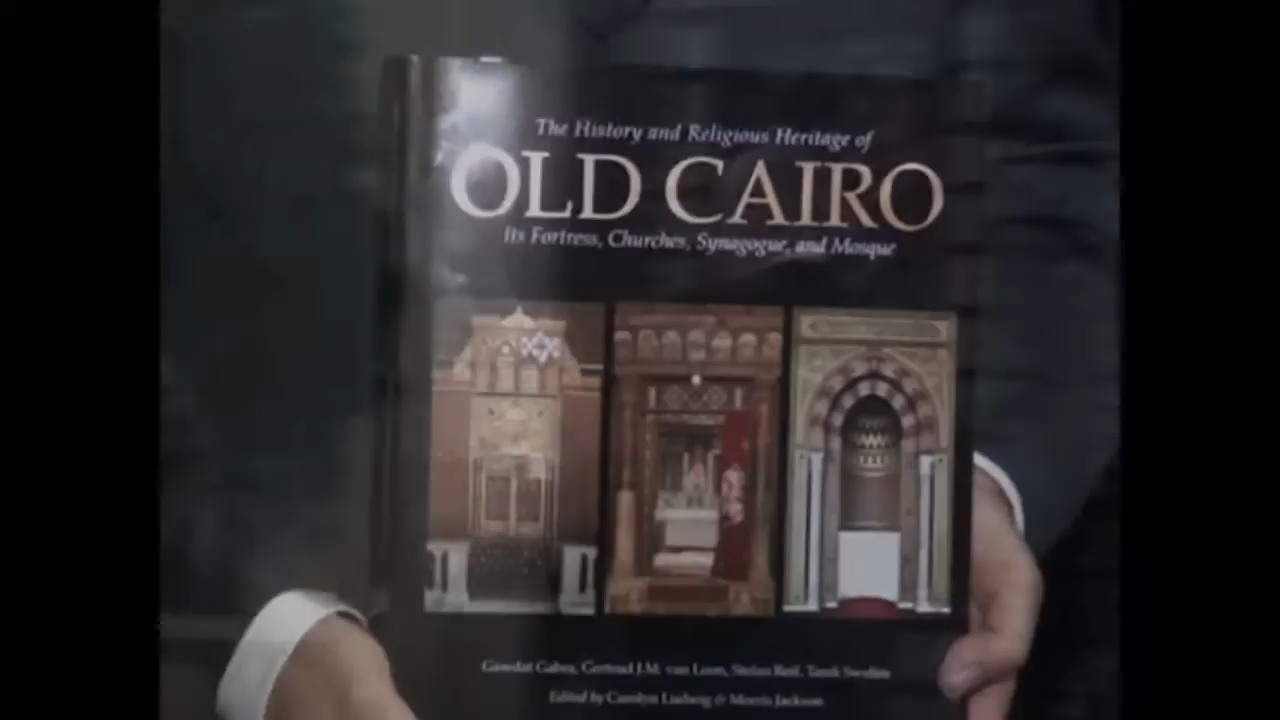 The History and Religious Heritage of
OLD CAIRO
Its Fortress, Churches, Synagogue, and Mosque
Gawdat Gabra, Gertrud J.M. van Loon, Stefan Reif, Tarek Swelim
Edited by Carolyn Ludwig & Morris Jackson